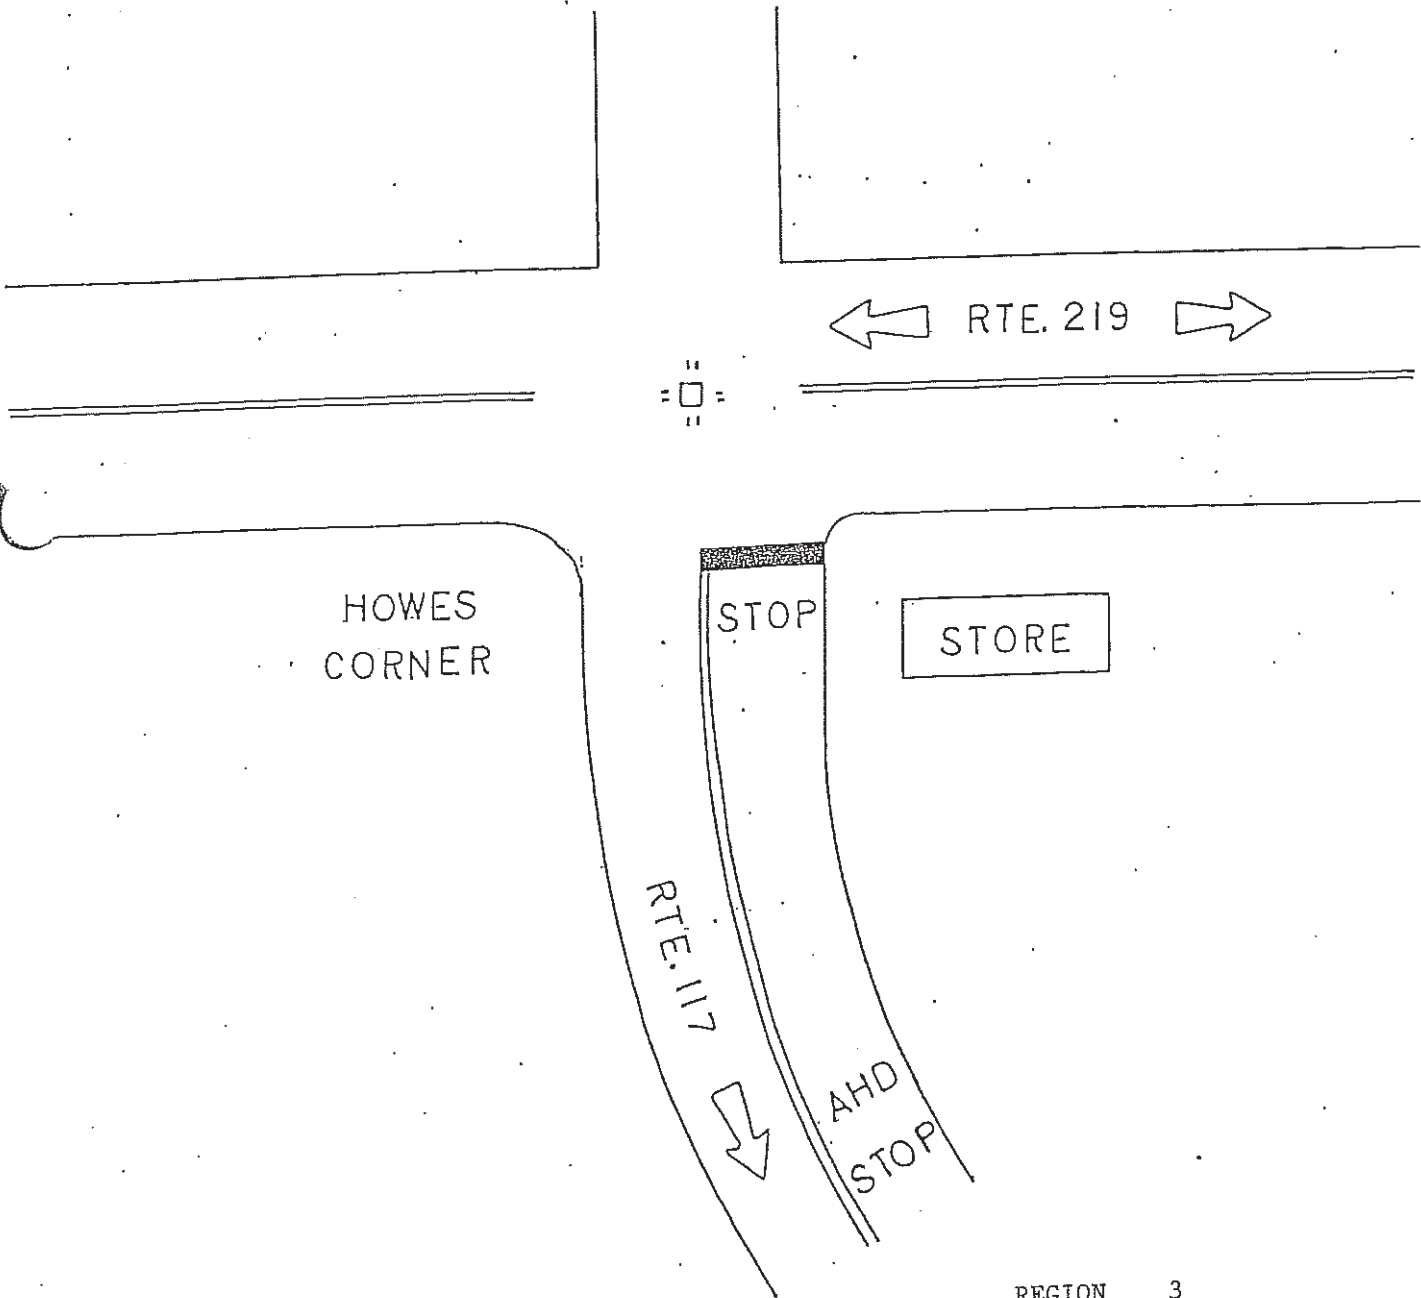 RTE. 219
HOWES
CORNER
STOP
STORE
RTE. 117
AHD
STOP
REGION 3